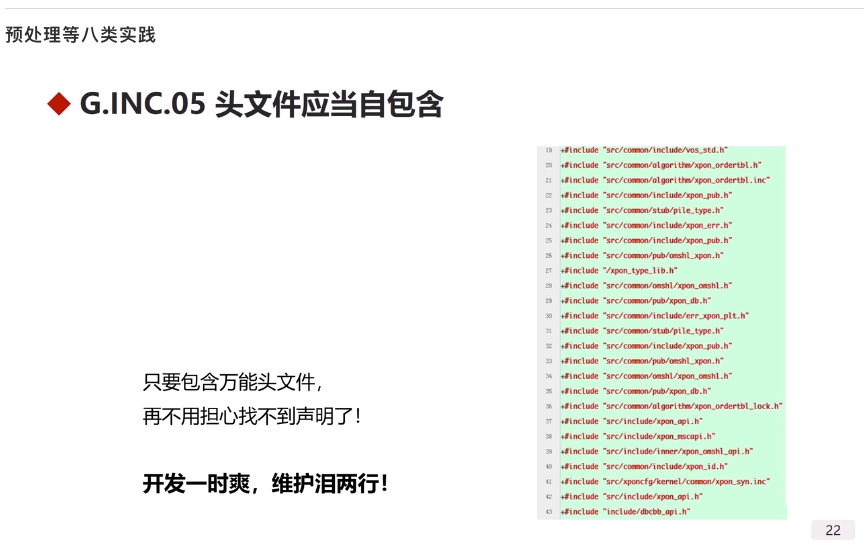 预处理等八类实践
◆ G.INC.05 头文件应当自包含
19 +#include "src/common/include/vos_std.h"
20 +#include "src/common/algorithm/xpon_ordertbl.h"
21 +#include "src/common/algorithm/xpon_ordertbl.inc"
22 +#include "src/common/include/xpon_pub.h"
23 +#include "src/common/stub/pile_type.h"
24 +#include "src/common/include/xpon_err.h"
25 +#include "src/common/include/xpon_pub.h"
26 +#include "src/common/pub/omshl_xpon.h"
27 +#include "/xpon_type_lib.h"
28 +#include "src/common/omshl/xpon_omshl.h"
29 +#include "src/common/pub/xpon_db.h"
30 +#include "src/common/include/err_xpon_plt.h"
31 +#include "src/common/stub/pile_type.h"
32 +#include "src/common/include/xpon_pub.h"
33 +#include "src/common/pub/omshl_xpon.h"
34 +#include "src/common/omshl/xpon_omshl.h"
35 +#include "src/common/pub/xpon_db.h"
36 +#include "src/common/algorithm/xpon_ordertbl_lock.h"
37 +#include "src/include/xpon_api.h"
38 +#include "src/include/xpon_mscapi.h"
39 +#include "src/include/inner/xpon_omshl_api.h"
40 +#include "src/common/include/xpon_id.h"
41 +#include "src/xponcfg/kernel/common/xpon_syn.inc"
42 +#include "src/include/xpon_api.h"
43 +#include "include/dbcbb_api.h"
只要包含万能头文件，
再不用担心找不到声明了！
开发一时爽，维护泪两行！
22